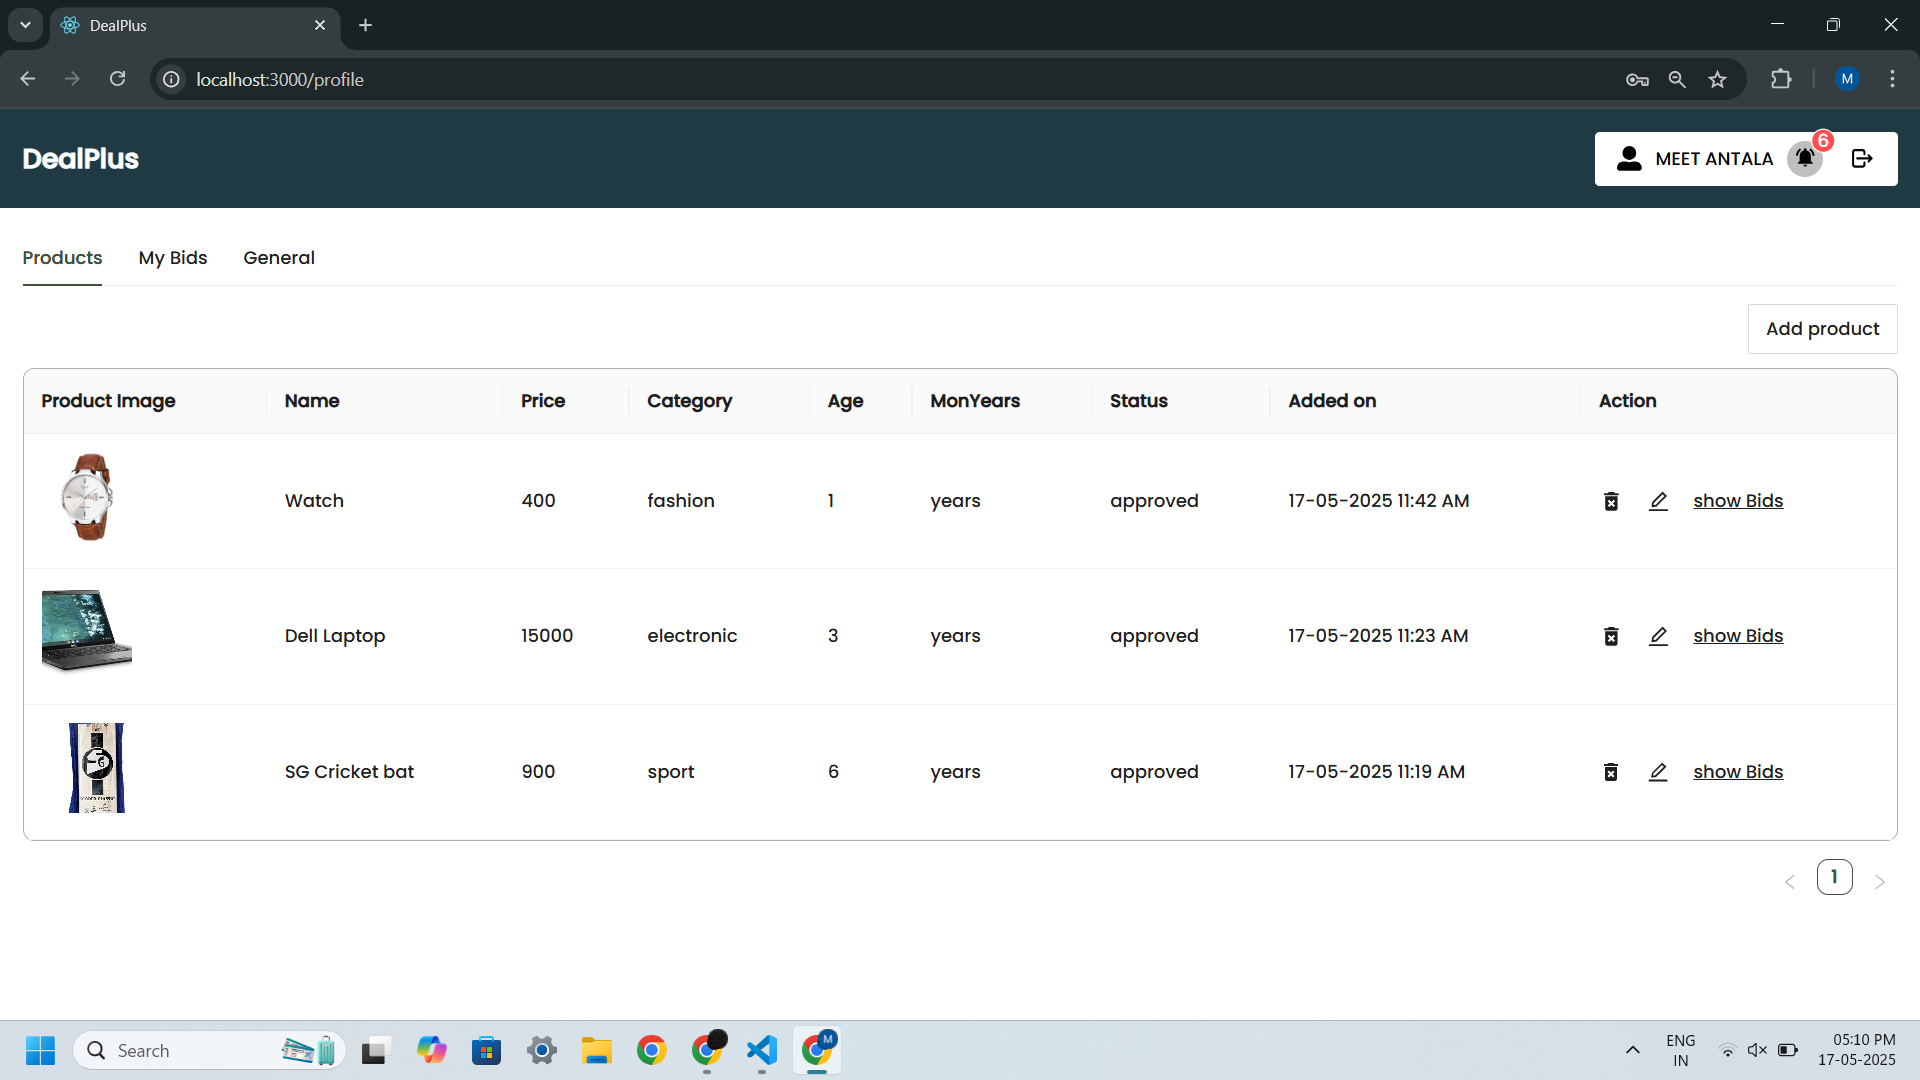 DealPlus
localhost:3000/profile
M
DealPlus
MEET ANTALA
6
Products My Bids General
Add product
Product Image Name Price Category Age MonYears Status Added on Action
Watch 400 fashion 1 years approved 17-05-2025 11:42 AM show Bids
Dell Laptop 15000 electronic 3 years approved 17-05-2025 11:23 AM show Bids
SG Cricket bat 900 sport 6 years approved 17-05-2025 11:19 AM show Bids
1
Search
M
ENG
IN
05:10 PM
17-05-2025